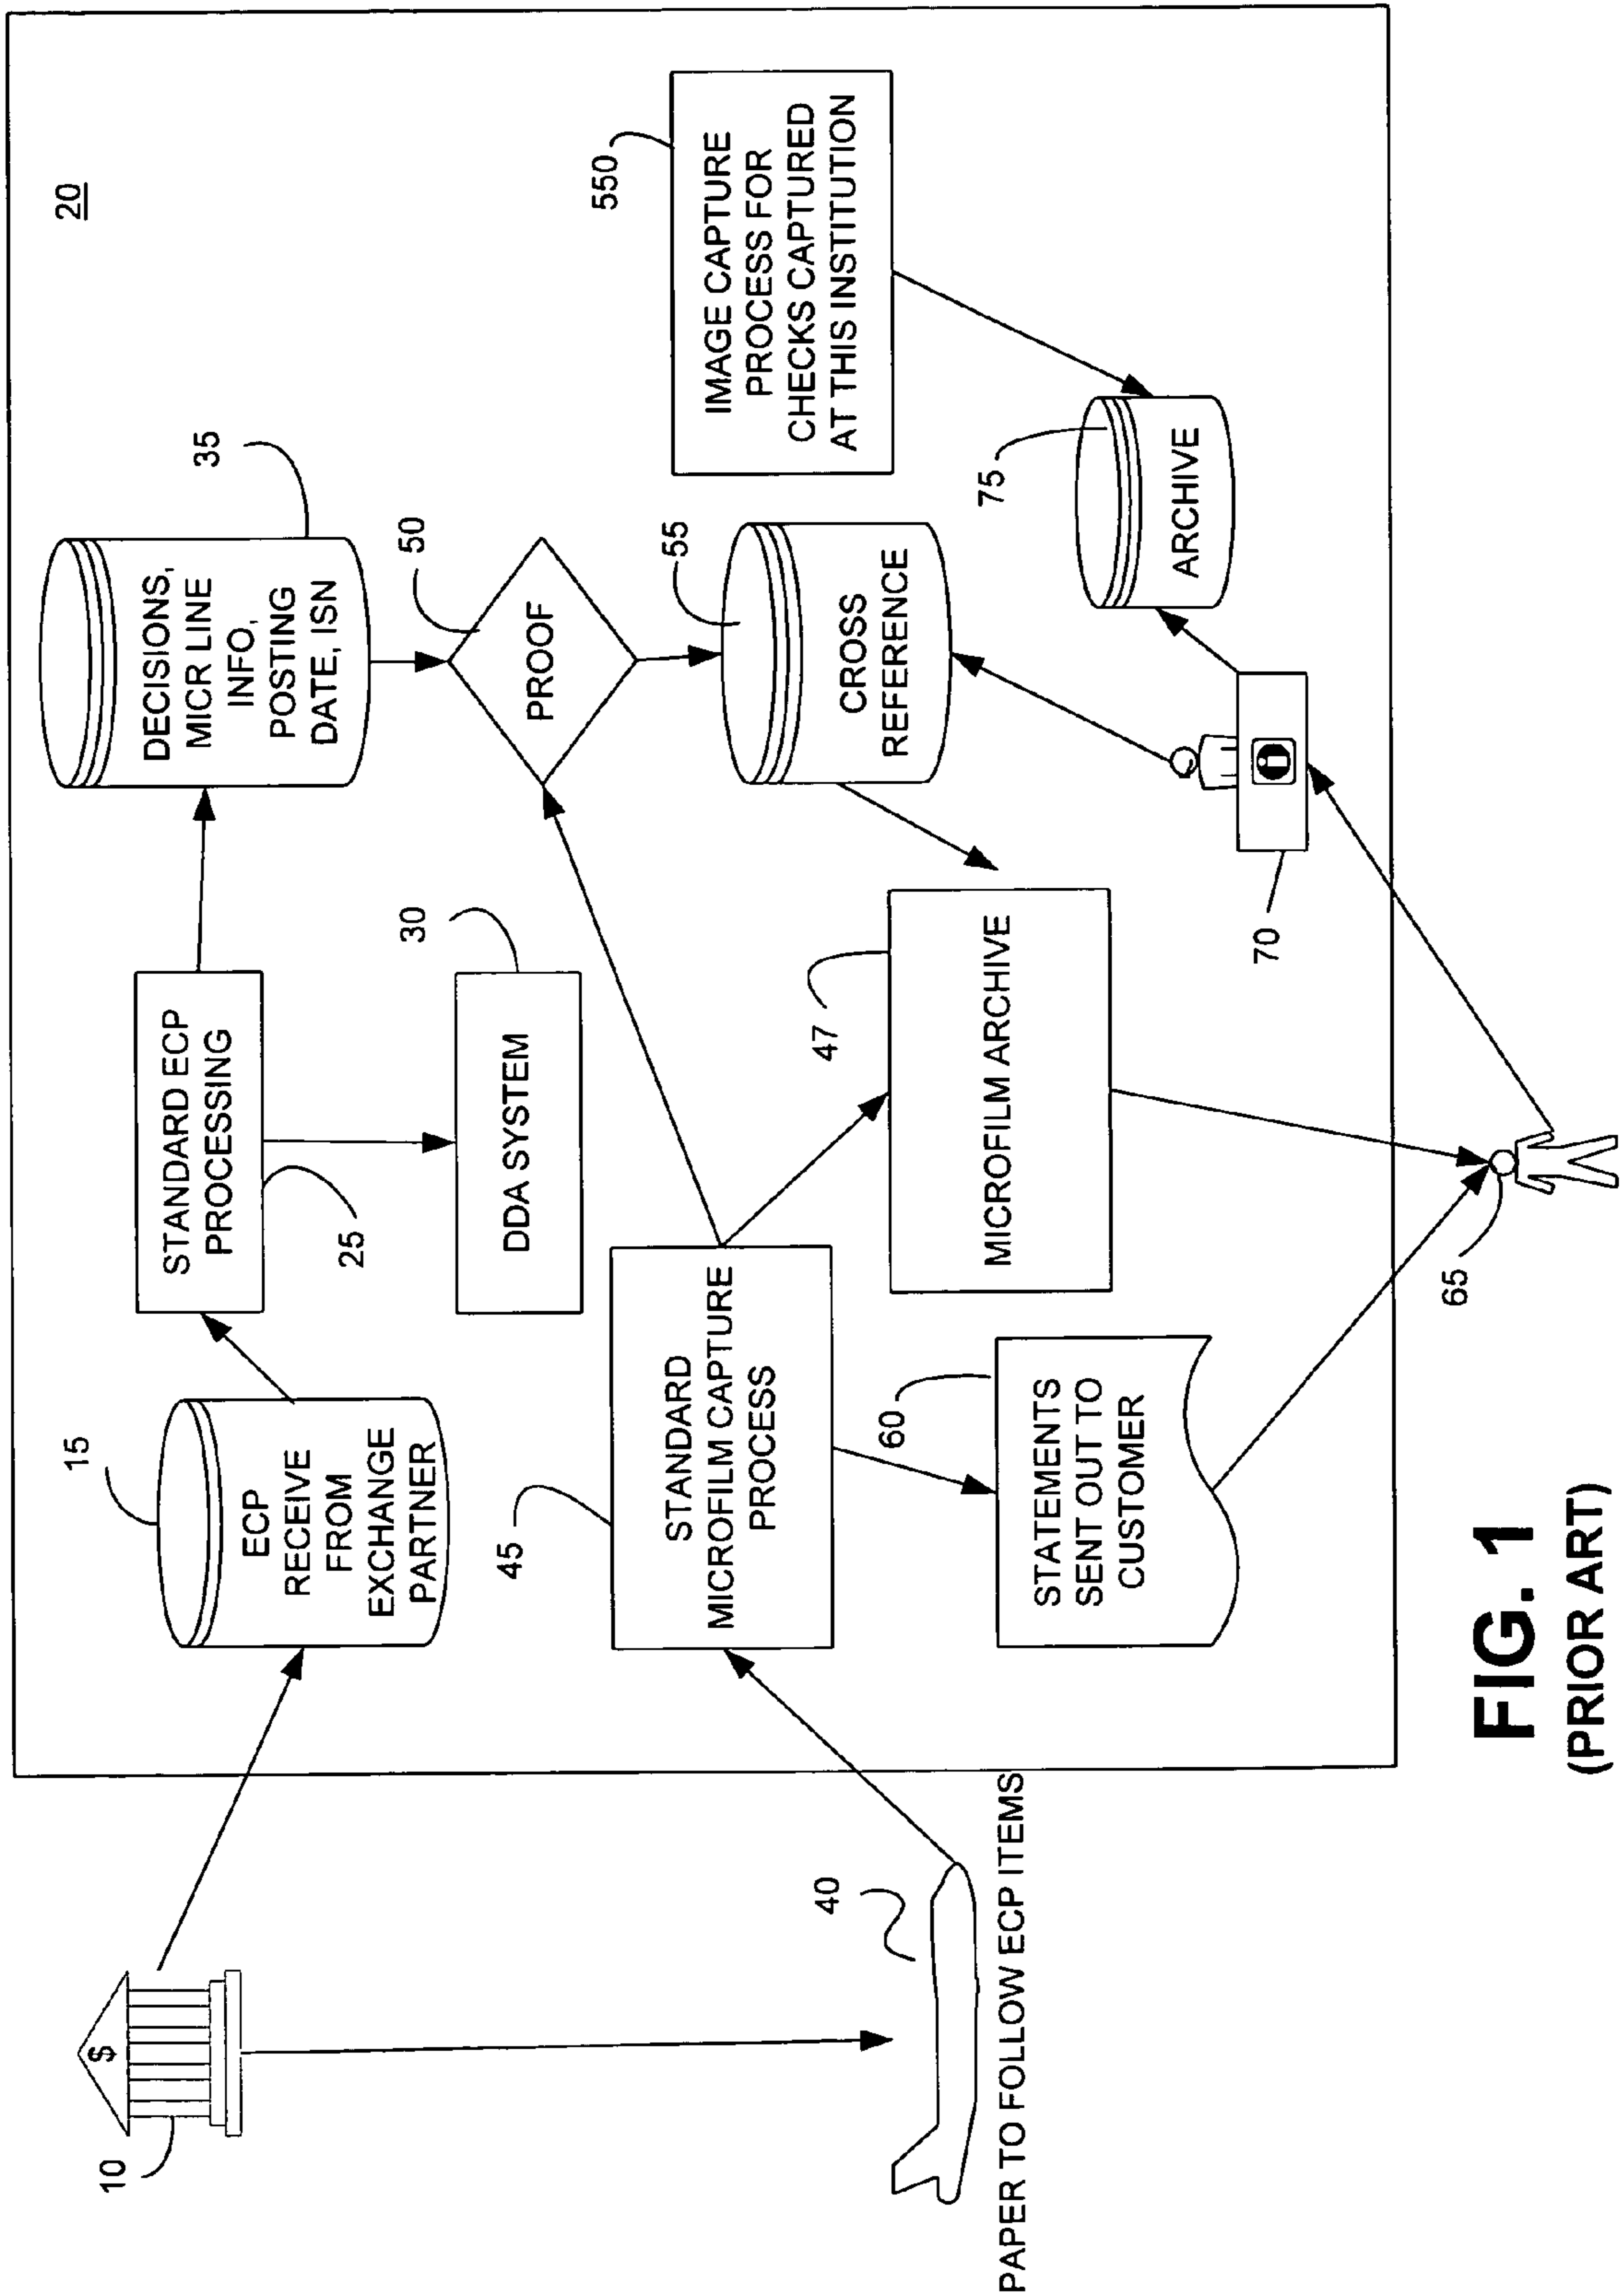 20
10
$
15
ECP
RECEIVE
FROM
EXCHANGE
PARTNER
STANDARD ECP
PROCESSING
25
DDA SYSTEM
30
DECISIONS,
MICR LINE
INFO,
POSTING
DATE, ISN
35
PROOF
50
CROSS
REFERENCE
55
550
IMAGE CAPTURE
PROCESS FOR
CHECKS CAPTURED
AT THIS INSTITUTION
75
ARCHIVE
45
STANDARD
MICROFILM CAPTURE
PROCESS
47
MICROFILM ARCHIVE
60
STATEMENTS
SENT OUT TO
CUSTOMER
i
70
65
40
PAPER TO FOLLOW ECP ITEMS
FIG. 1
(PRIOR ART)